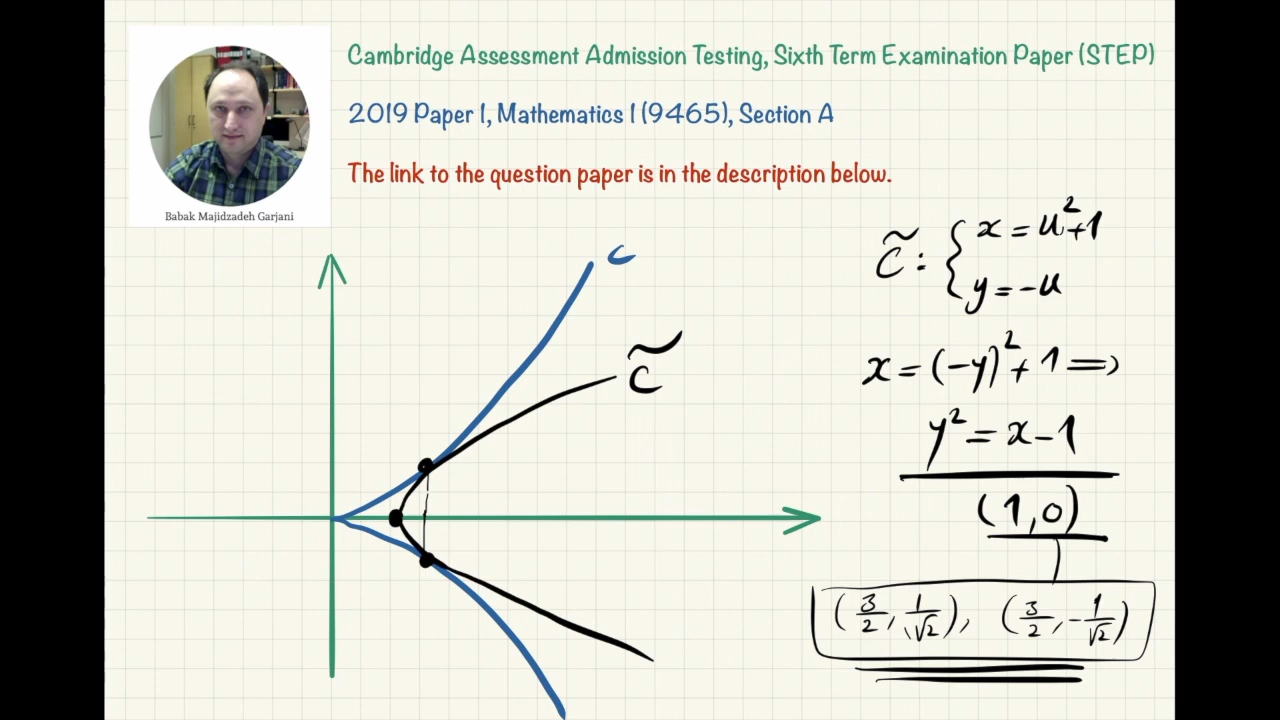 Cambridge Assessment Admission Testing, Sixth Term Examination Paper (STEP)
2019 Paper 1, Mathematics 1 (9465), Section A
The link to the question paper is in the description below.
Babak Majidzadeh Garjani
C
C̃
C̃ : { x = u² + 1
y = -u
x = (-y)² + 1 ⟹
y² = x - 1
(1, 0)
(3/2, 1/√2), (3/2, -1/√2)